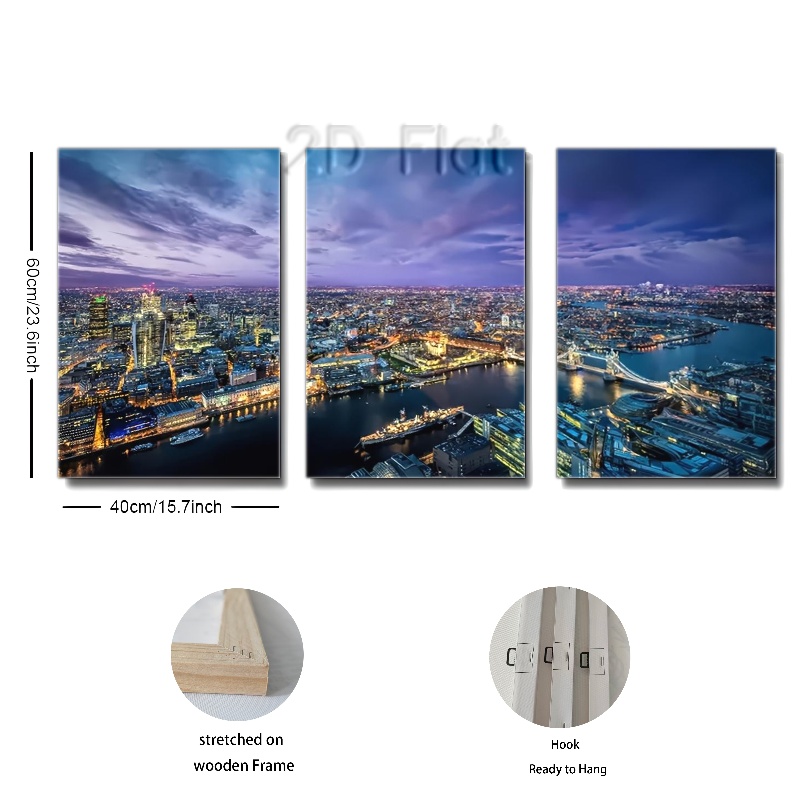 2D Flat
60cm/23.6inch
40cm/15.7inch
stretched on
wooden Frame
Hook
Ready to Hang